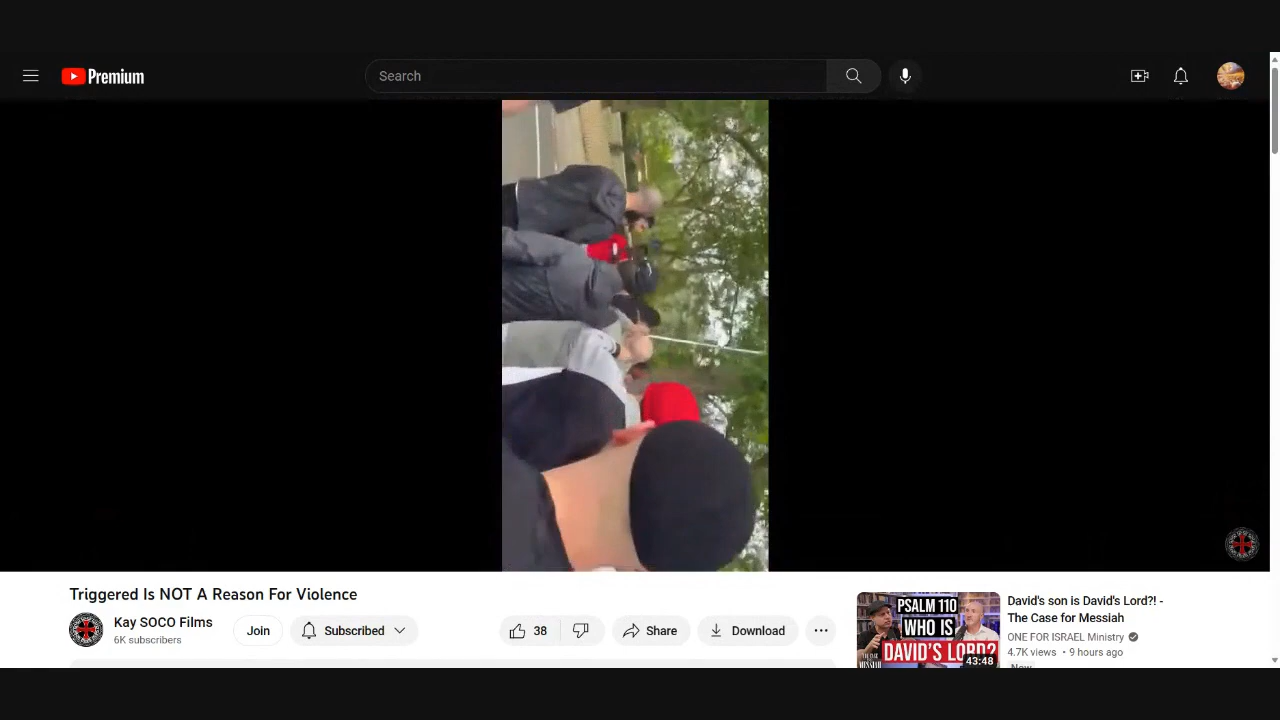 Premium
Search
Triggered Is NOT A Reason For Violence
Kay SOCO Films
6K subscribers
Join
Subscribed
38
Share
Download
PSALM 110
WHO IS
DAVID'S LORD?
43:48
David's son is David's Lord?! -
The Case for Messiah
ONE FOR ISRAEL Ministry
4.7K views • 9 hours ago
New